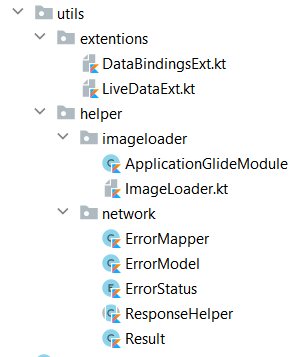 utils
extentions
DataBindingsExt.kt
LiveDataExt.kt
helper
imageloader
ApplicationGlideModule
ImageLoader.kt
network
ErrorMapper
ErrorModel
ErrorStatus
ResponseHelper
Result